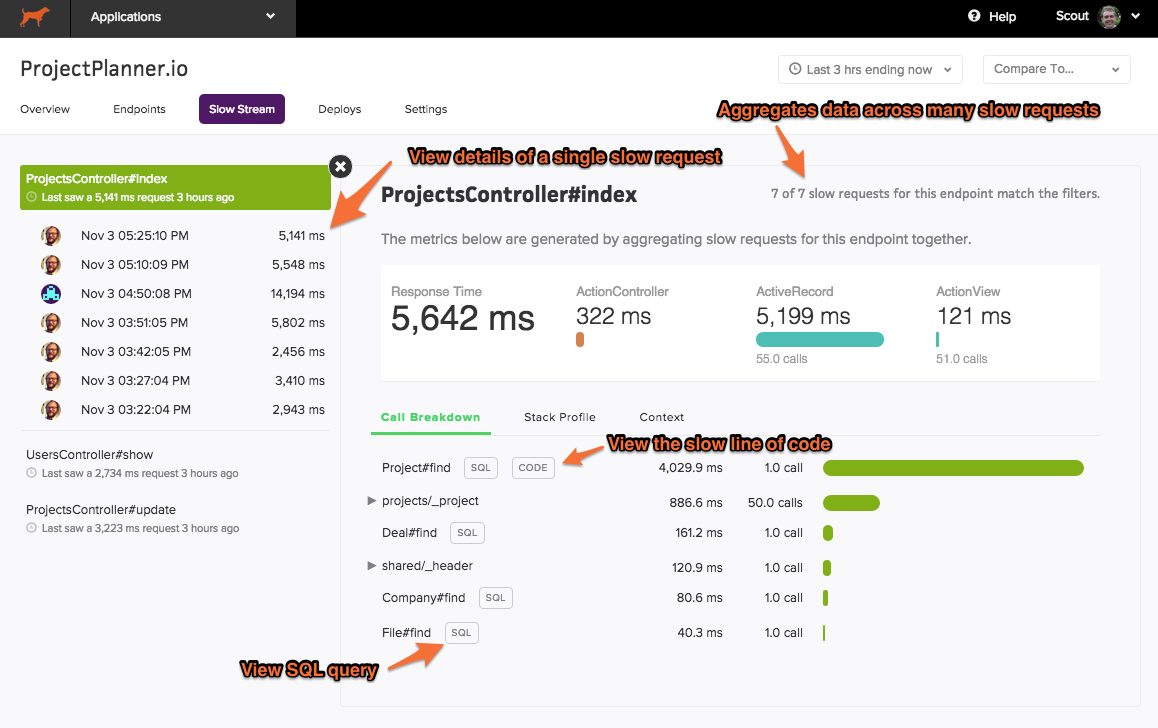 Applications
Help
Scout
ProjectPlanner.io
Last 3 hrs ending now
Compare To...
Overview
Endpoints
Slow Stream
Deploys
Settings
Aggregates data across many slow requests
View details of a single slow request
ProjectsController#index
Last saw a 5,141 ms request 3 hours ago
Nov 3 05:25:10 PM 5,141 ms
Nov 3 05:10:09 PM 5,548 ms
Nov 3 04:50:08 PM 14,194 ms
Nov 3 03:51:05 PM 5,802 ms
Nov 3 03:42:05 PM 2,456 ms
Nov 3 03:27:04 PM 3,410 ms
Nov 3 03:22:04 PM 2,943 ms
UsersController#show
Last saw a 2,734 ms request 3 hours ago
ProjectsController#update
Last saw a 3,223 ms request 3 hours ago
ProjectsController#index
7 of 7 slow requests for this endpoint match the filters.
The metrics below are generated by aggregating slow requests for this endpoint together.
Response Time
5,642 ms
ActionController
322 ms
ActiveRecord
5,199 ms
55.0 calls
ActionView
121 ms
51.0 calls
Call Breakdown
Stack Profile
Context
View the slow line of code
Project#find SQL CODE 4,029.9 ms 1.0 call
projects/_project 886.6 ms 50.0 calls
Deal#find SQL 161.2 ms 1.0 call
shared/_header 120.9 ms 1.0 call
Company#find SQL 80.6 ms 1.0 call
File#find SQL 40.3 ms 1.0 call
View SQL query